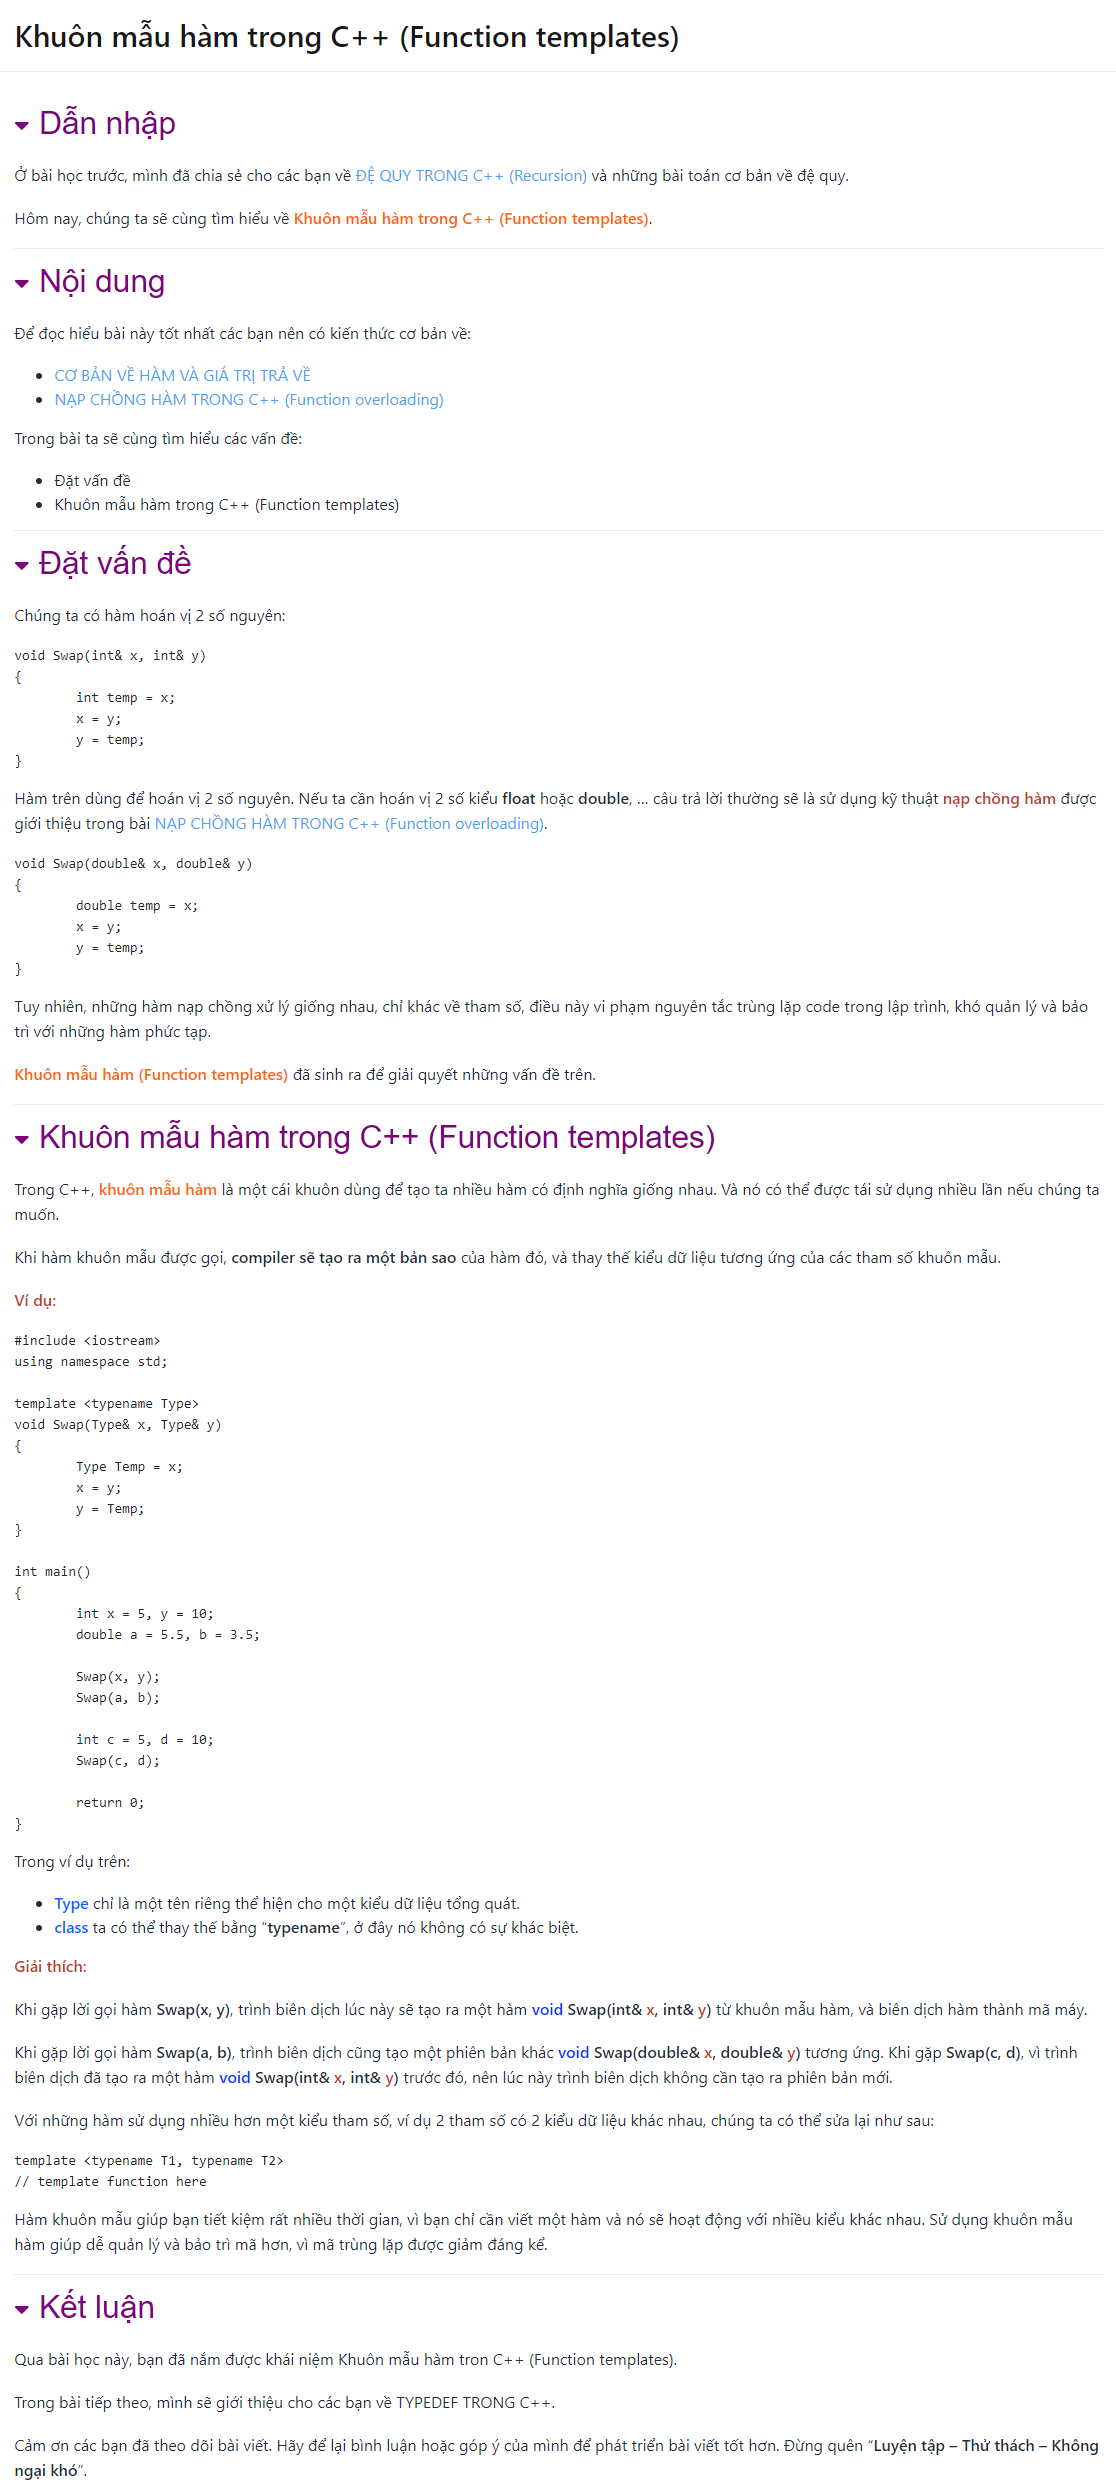 Khuôn mẫu hàm trong C++ (Function templates)
Dẫn nhập
Ở bài học trước, mình đã chia sẻ cho các bạn về ĐỆ QUY TRONG C++ (Recursion) và những bài toán cơ bản về đệ quy.
Hôm nay, chúng ta sẽ cùng tìm hiểu về Khuôn mẫu hàm trong C++ (Function templates).
Nội dung
Để đọc hiểu bài này tốt nhất các bạn nên có kiến thức cơ bản về:
CƠ BẢN VỀ HÀM VÀ GIÁ TRỊ TRẢ VỀ
NẠP CHỒNG HÀM TRONG C++ (Function overloading)
Trong bài ta sẽ cùng tìm hiểu các vấn đề:
Đặt vấn đề
Khuôn mẫu hàm trong C++ (Function templates)
Đặt vấn đề
Chúng ta có hàm hoán vị 2 số nguyên:
void Swap(int& x, int& y)
{
int temp = x;
x = y;
y = temp;
}
Hàm trên dùng để hoán vị 2 số nguyên. Nếu ta cần hoán vị 2 số kiểu float hoặc double, … câu trả lời thường sẽ là sử dụng kỹ thuật nạp chồng hàm được
giới thiệu trong bài NẠP CHỒNG HÀM TRONG C++ (Function overloading).
void Swap(double& x, double& y)
{
double temp = x;
x = y;
y = temp;
}
Tuy nhiên, những hàm nạp chồng xử lý giống nhau, chỉ khác về tham số, điều này vi phạm nguyên tắc trùng lặp code trong lập trình, khó quản lý và bảo
trì với những hàm phức tạp.
Khuôn mẫu hàm (Function templates) đã sinh ra để giải quyết những vấn đề trên.
Khuôn mẫu hàm trong C++ (Function templates)
Trong C++, khuôn mẫu hàm là một cái khuôn dùng để tạo ta nhiều hàm có định nghĩa giống nhau. Và nó có thể được tái sử dụng nhiều lần nếu chúng ta
muốn.
Khi hàm khuôn mẫu được gọi, compiler sẽ tạo ra một bản sao của hàm đó, và thay thế kiểu dữ liệu tương ứng của các tham số khuôn mẫu.
Ví dụ:
#include <iostream>
using namespace std;
template <typename Type>
void Swap(Type& x, Type& y)
{
Type Temp = x;
x = y;
y = Temp;
}
int main()
{
int x = 5, y = 10;
double a = 5.5, b = 3.5;
Swap(x, y);
Swap(a, b);
int c = 5, d = 10;
Swap(c, d);
return 0;
}
Trong ví dụ trên:
Type chỉ là một tên riêng thể hiện cho một kiểu dữ liệu tổng quát.
class ta có thể thay thế bằng “typename”, ở đây nó không có sự khác biệt.
Giải thích:
Khi gặp lời gọi hàm Swap(x, y), trình biên dịch lúc này sẽ tạo ra một hàm void Swap(int& x, int& y) từ khuôn mẫu hàm, và biên dịch hàm thành mã máy.
Khi gặp lời gọi hàm Swap(a, b), trình biên dịch cũng tạo một phiên bản khác void Swap(double& x, double& y) tương ứng. Khi gặp Swap(c, d), vì trình
biên dịch đã tạo ra một hàm void Swap(int& x, int& y) trước đó, nên lúc này trình biên dịch không cần tạo ra phiên bản mới.
Với những hàm sử dụng nhiều hơn một kiểu tham số, ví dụ 2 tham số có 2 kiểu dữ liệu khác nhau, chúng ta có thể sửa lại như sau:
template <typename T1, typename T2>
// template function here
Hàm khuôn mẫu giúp bạn tiết kiệm rất nhiều thời gian, vì bạn chỉ cần viết một hàm và nó sẽ hoạt động với nhiều kiểu khác nhau. Sử dụng khuôn mẫu
hàm giúp dễ quản lý và bảo trì mã hơn, vì mã trùng lặp được giảm đáng kể.
Kết luận
Qua bài học này, bạn đã nắm được khái niệm Khuôn mẫu hàm tron C++ (Function templates).
Trong bài tiếp theo, mình sẽ giới thiệu cho các bạn về TYPEDEF TRONG C++.
Cảm ơn các bạn đã theo dõi bài viết. Hãy để lại bình luận hoặc góp ý của mình để phát triển bài viết tốt hơn. Đừng quên “Luyện tập – Thử thách – Không
ngại khó”.